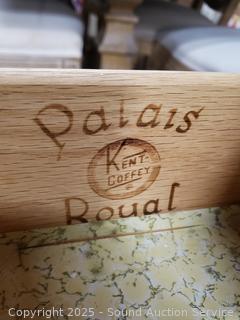 Palais
KENT-
COFFEY
Royal
Copyright 2025 - Sound Auction Service